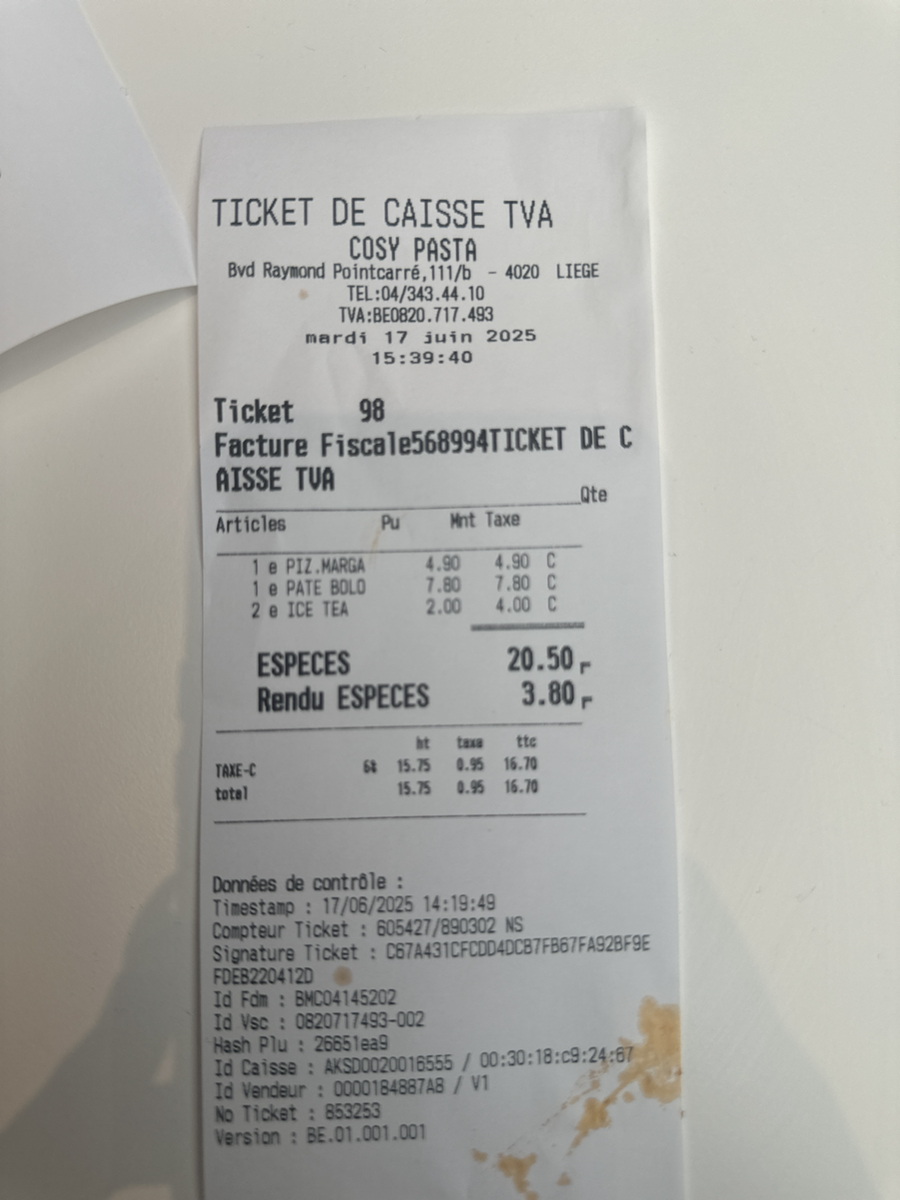 TICKET DE CAISSE TVA
COSY PASTA
Bvd Raymond Pointcarré,111/b - 4020 LIEGE
TEL:04/343.44.10
TVA:BE0820.717.493
mardi 17 juin 2025
15:39:40
Ticket 98
Facture Fiscale568994TICKET DE C
AISSE TVA
Qte
Articles Pu Mnt Taxe
1 e PIZ.MARGA 4.90 4.90 C
1 e PATE BOLO 7.80 7.80 C
2 e ICE TEA 2.00 4.00 C
ESPECES 20.50
Rendu ESPECES 3.80
ht taxe ttc
TAXE-C 6% 15.75 0.95 16.70
total 15.75 0.95 16.70
Données de contrôle :
Timestamp : 17/06/2025 14:19:49
Compteur Ticket : 605427/890302 NS
Signature Ticket : C67A431CFCDD4DCB7FB67FA92BF9E
FDEB220412D
Id Fdm : BMC04145202
Id Vsc : 0820717493-002
Hash Plu : 26651ea9
Id Caisse : AKSD0020016555 / 00:30:18:c9:24:67
Id Vendeur : 0000184887A8 / V1
No Ticket : 853253
Version : BE.01.001.001